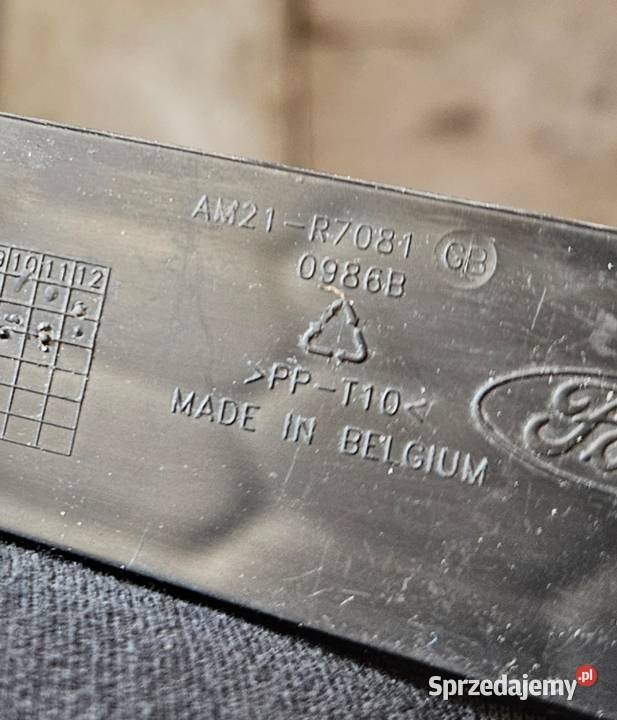 AM21-R7081 GB
0986B
9 10 11 12
>PP-T10<
MADE IN BELGIUM
Sprzedajemy.pl